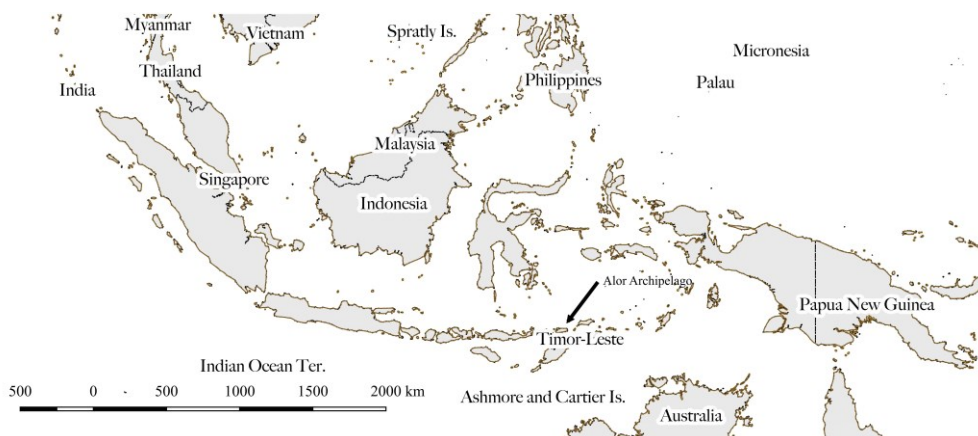 Myanmar
Vietnam
Spratly Is.
Micronesia
Thailand
Philippines
Palau
India
Malaysia
Singapore
Indonesia
Alor Archipelago
Papua New Guinea
Timor-Leste
Indian Ocean Ter.
500 0 500 1000 1500 2000 km
Ashmore and Cartier Is.
Australia